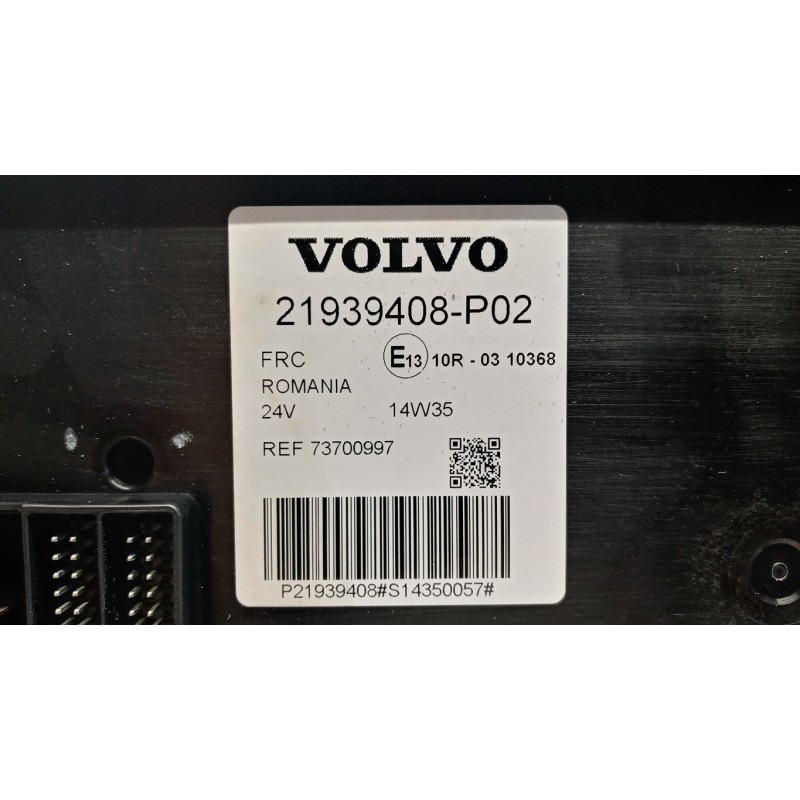 VOLVO
21939408-P02
FRC E13 10R - 03 10368
ROMANIA
24V 14W35
REF 73700997
P21939408#S14350057#